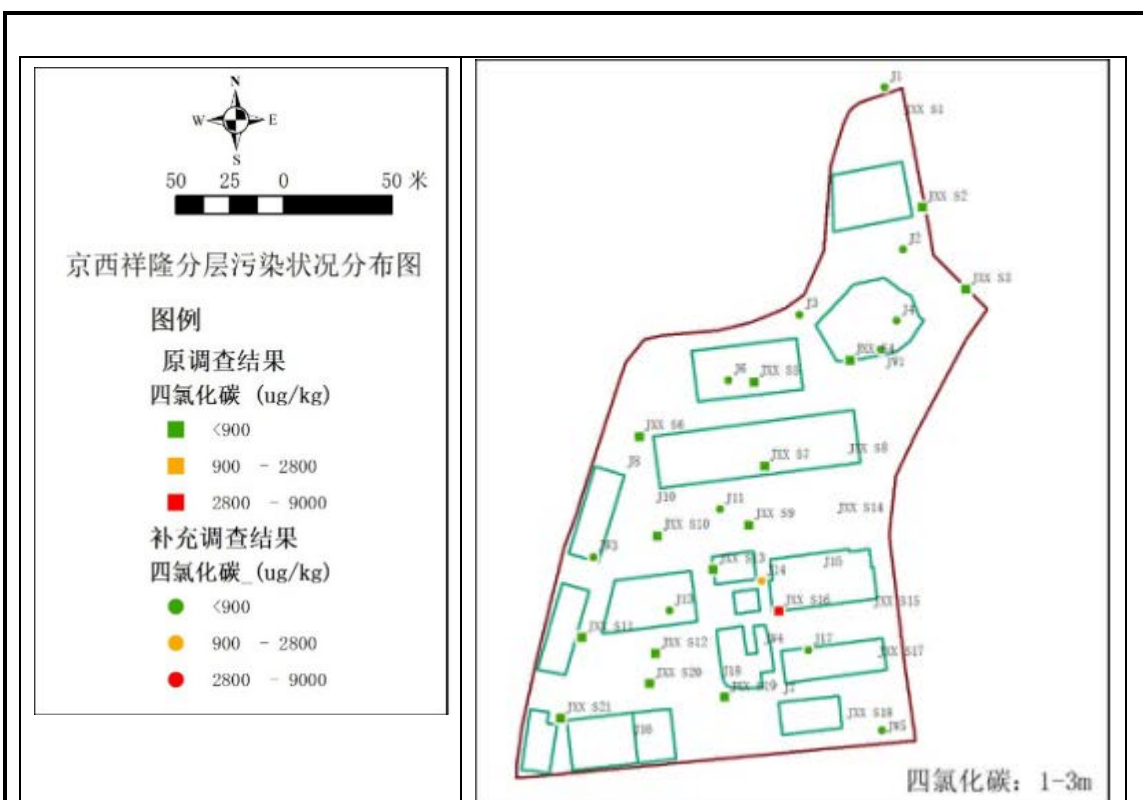 N
W E
S
50 25 0 50 米
京西祥隆分层污染状况分布图
图例
原调查结果
四氯化碳 (ug/kg)
<900
900 - 2800
2800 - 9000
补充调查结果
四氯化碳_(ug/kg)
<900
900 - 2800
2800 - 9000
J1
JXX S1
JXX S2
J2
JXX S3
J3
J4
JXX S4
JW1
J6
JXX S5
JXX S6
JXX S7
JXX S8
J8
J10
J11
JXX S9
JXX S14
JXX S10
JW3
JXX S13
J14
J15
J13
JXX S16
JXX S15
JXX S11
JXX S12
JW4
J17
JXX S17
JXX S20
J18
JXX S19
JXX S21
JXX S18
J16
JW5
四氯化碳: 1-3m